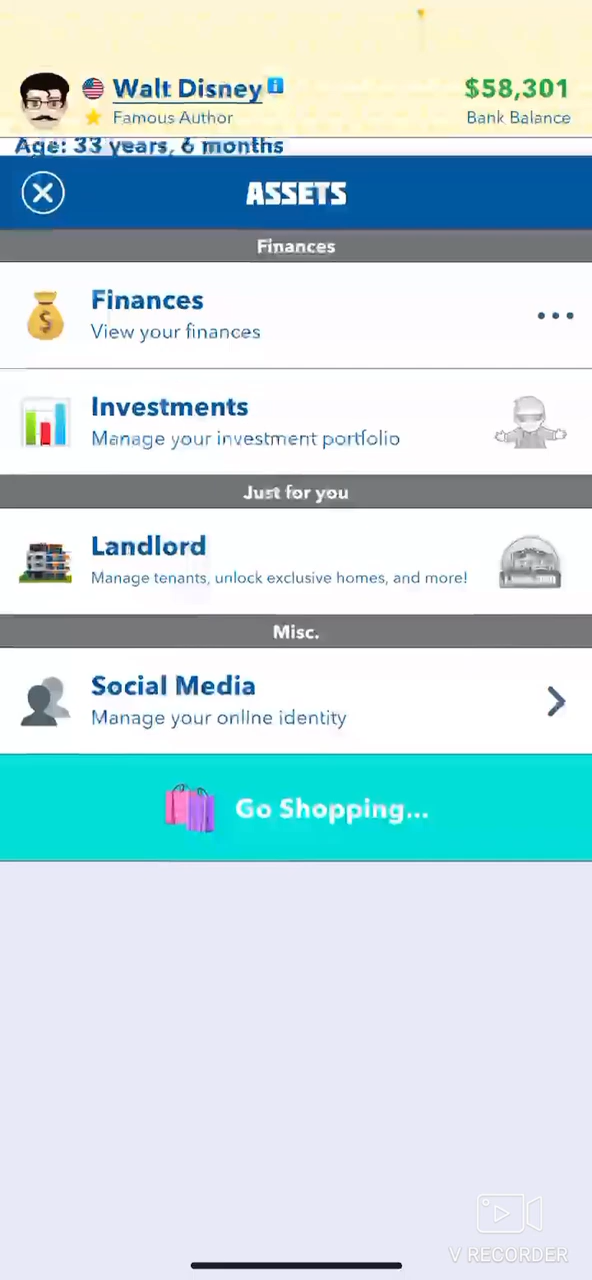 Walt Disney
$58,301
Famous Author
Bank Balance
Age: 33 years, 6 months
ASSETS
Finances
Finances
View your finances
Investments
Manage your investment portfolio
Just for you
Landlord
Manage tenants, unlock exclusive homes, and more!
Misc.
Social Media
Manage your online identity
Go Shopping...
V RECORDER